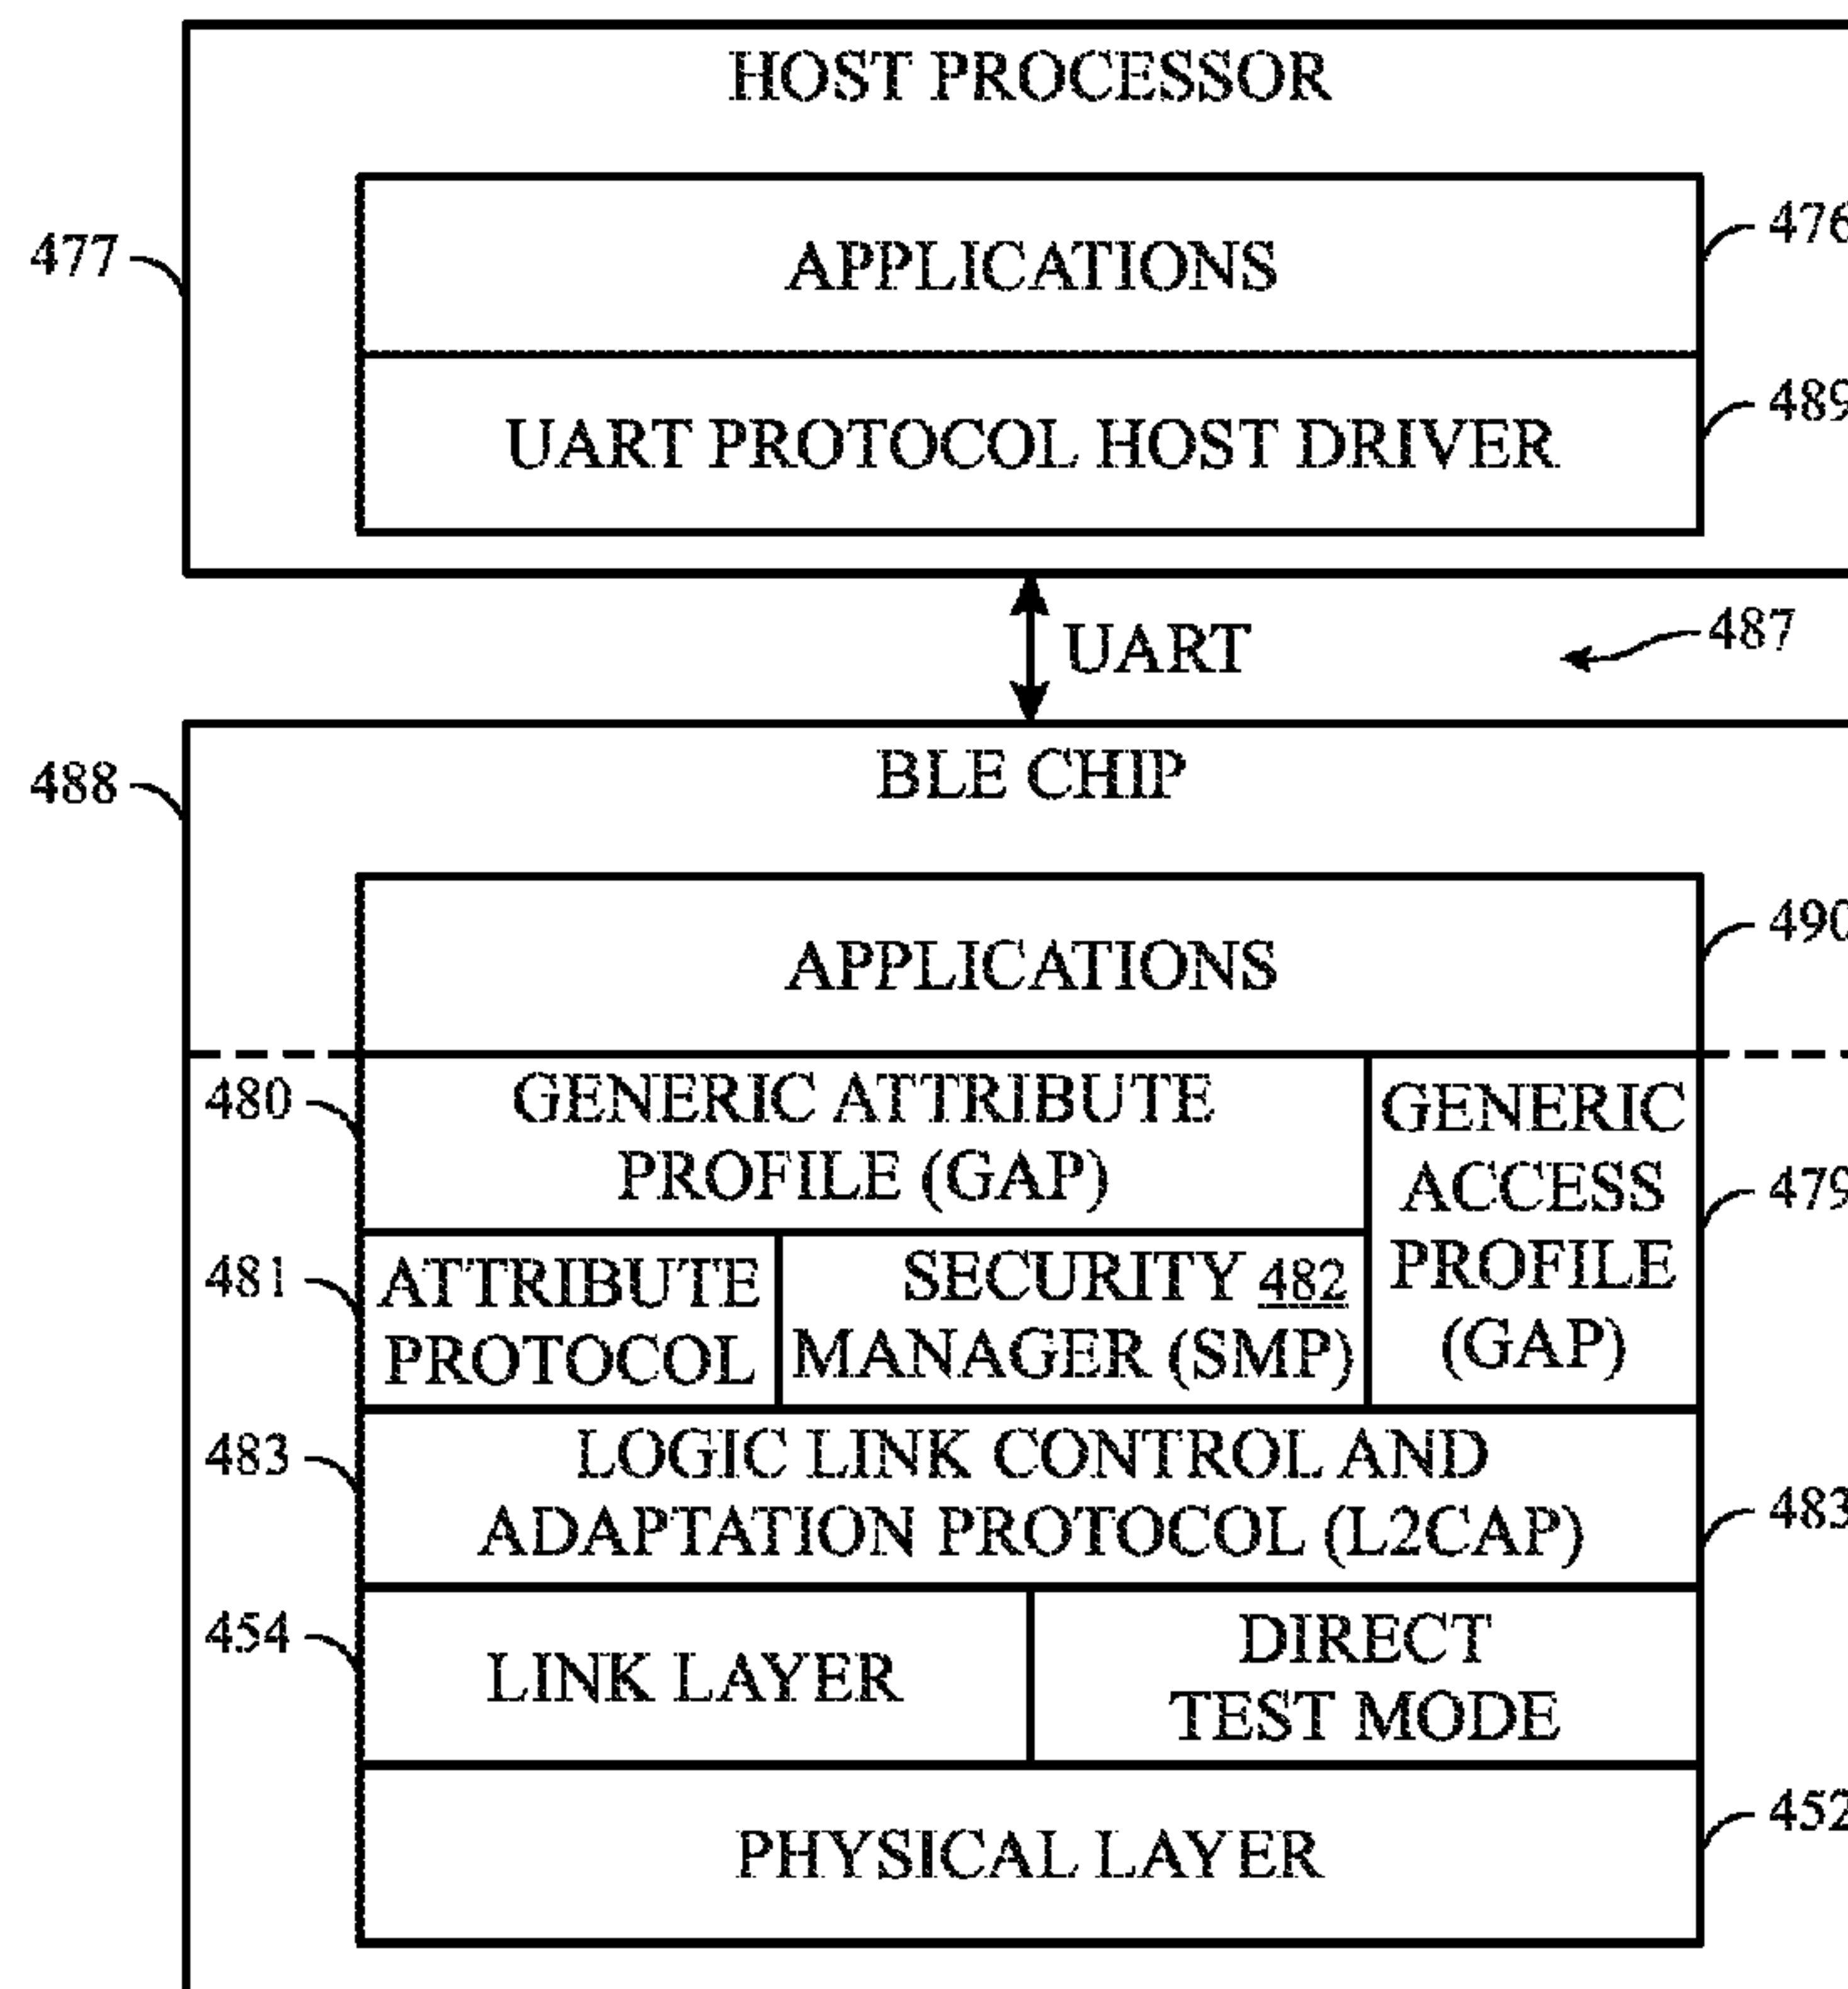 HOST PROCESSOR
477
476
APPLICATIONS
489
UART PROTOCOL HOST DRIVER
UART
487
488
BLE CHIP
490
APPLICATIONS
480
GENERIC ATTRIBUTE
PROFILE (GAP)
GENERIC
ACCESS
PROFILE
(GAP)
479
481
ATTRIBUTE
PROTOCOL
SECURITY 482
MANAGER (SMP)
483
LOGIC LINK CONTROL AND
ADAPTATION PROTOCOL (L2CAP)
483
454
LINK LAYER
DIRECT
TEST MODE
452
PHYSICAL LAYER